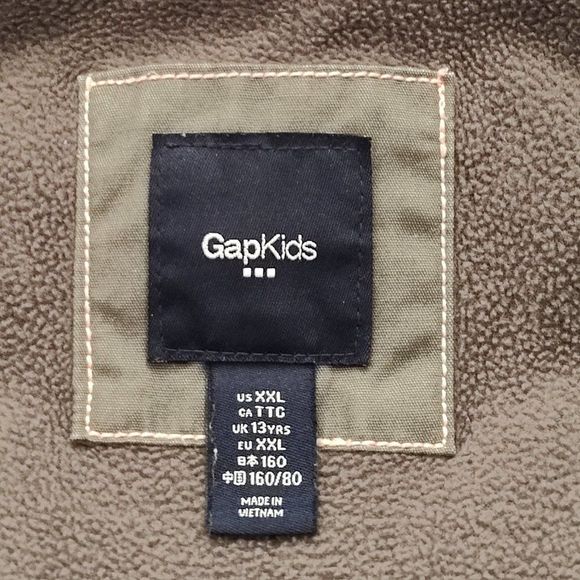 GapKids
US XXL
CA TTG
UK 13YRS
EU XXL
日本 160
中国 160/80
MADE IN
VIETNAM